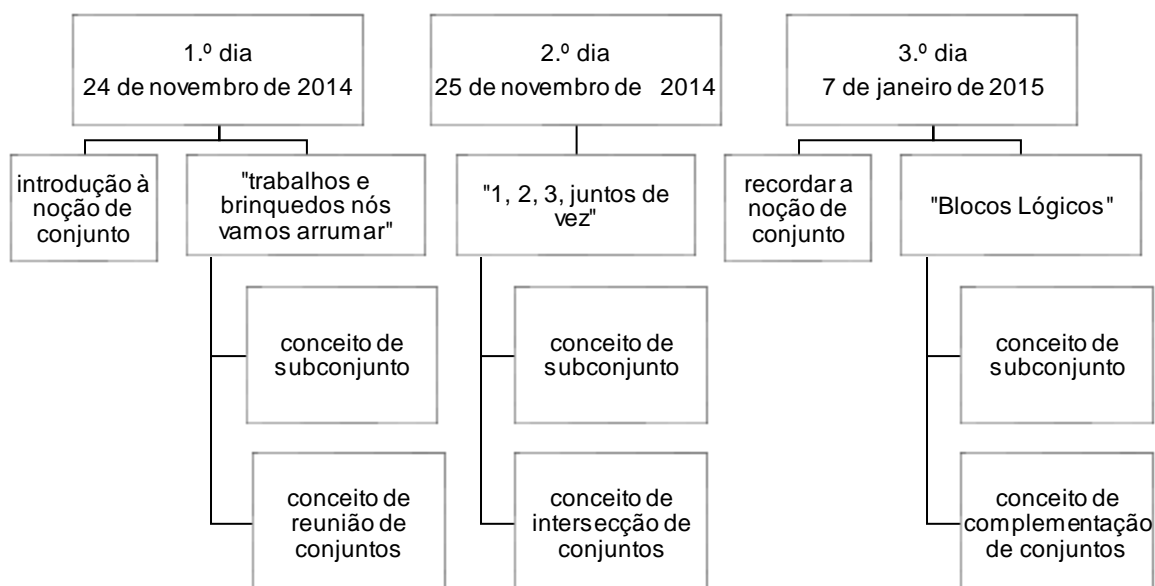 1.º dia
24 de novembro de 2014
2.º dia
25 de novembro de 2014
3.º dia
7 de janeiro de 2015
introdução à
noção de
conjunto
"trabalhos e
brinquedos nós
vamos arrumar"
"1, 2, 3, juntos de
vez"
recordar a
noção de
conjunto
"Blocos Lógicos"
conceito de
subconjunto
conceito de
subconjunto
conceito de
subconjunto
conceito de
reunião de
conjuntos
conceito de
intersecção de
conjuntos
conceito de
complementação
de conjuntos